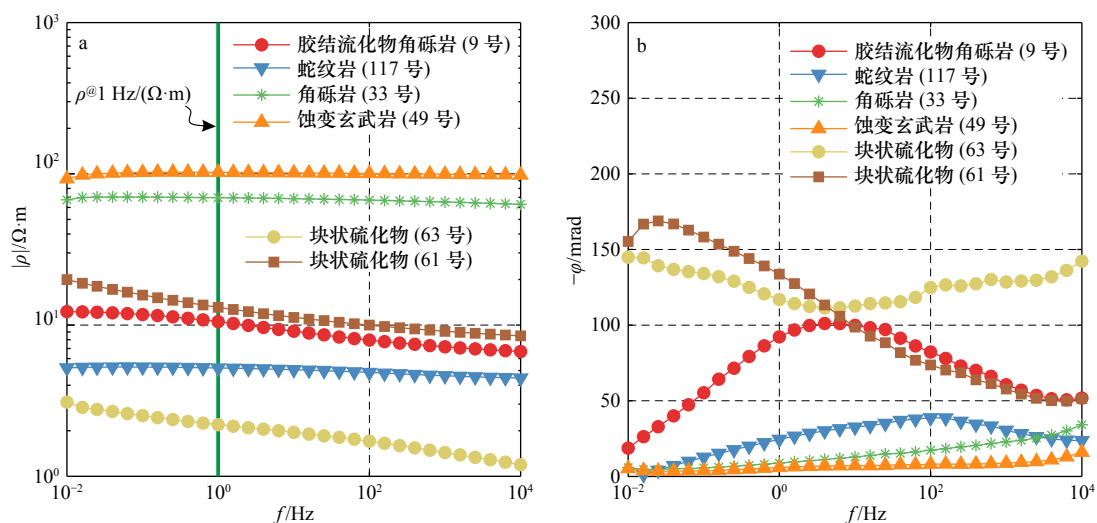 a
10³
10²
10¹
10⁰
|ρ|/Ω·m
10⁻²
10⁰
10²
10⁴
f/Hz
胶结流化物角砾岩 (9 号)
蛇纹岩 (117 号)
角砾岩 (33 号)
蚀变玄武岩 (49 号)
ρ@1 Hz/(Ω·m)
块状硫化物 (63 号)
块状硫化物 (61 号)
b
300
250
200
150
100
50
0
−φ/mrad
10⁻²
10⁰
10²
10⁴
f/Hz
胶结流化物角砾岩 (9 号)
蛇纹岩 (117 号)
角砾岩 (33 号)
蚀变玄武岩 (49 号)
块状硫化物 (63 号)
块状硫化物 (61 号)